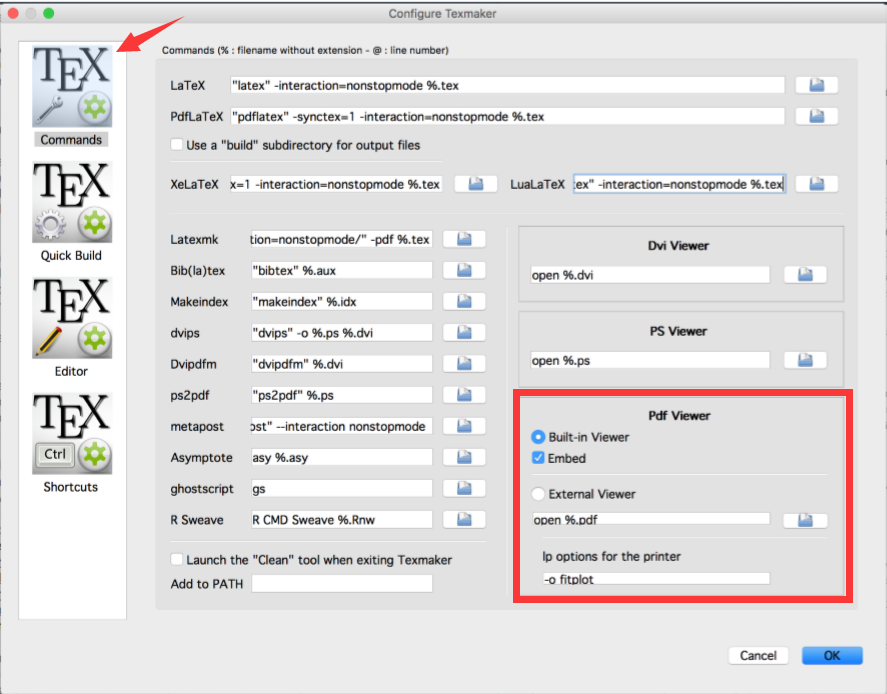 Configure Texmaker
TEX
Commands
TEX
Quick Build
TEX
Editor
TEX
Ctrl
Shortcuts
Commands (% : filename without extension - @ : line number)
LaTeX "latex" -interaction=nonstopmode %.tex
PdfLaTeX "pdflatex" -synctex=1 -interaction=nonstopmode %.tex
Use a "build" subdirectory for output files
XeLaTeX x=1 -interaction=nonstopmode %.tex LuaLaTeX :ex" -interaction=nonstopmode %.tex
Latexmk tion=nonstopmode/" -pdf %.tex
Bib(la)tex "bibtex" %.aux
Makeindex "makeindex" %.idx
dvips "dvips" -o %.ps %.dvi
Dvipdfm "dvipdfm" %.dvi
ps2pdf "ps2pdf" %.ps
metapost ost" --interaction nonstopmode
Asymptote asy %.asy
ghostscript gs
R Sweave R CMD Sweave %.Rnw
Launch the "Clean" tool when exiting Texmaker
Add to PATH
Dvi Viewer
open %.dvi
PS Viewer
open %.ps
Pdf Viewer
Built-in Viewer
Embed
External Viewer
open %.pdf
lp options for the printer
-o fitplot
Cancel OK